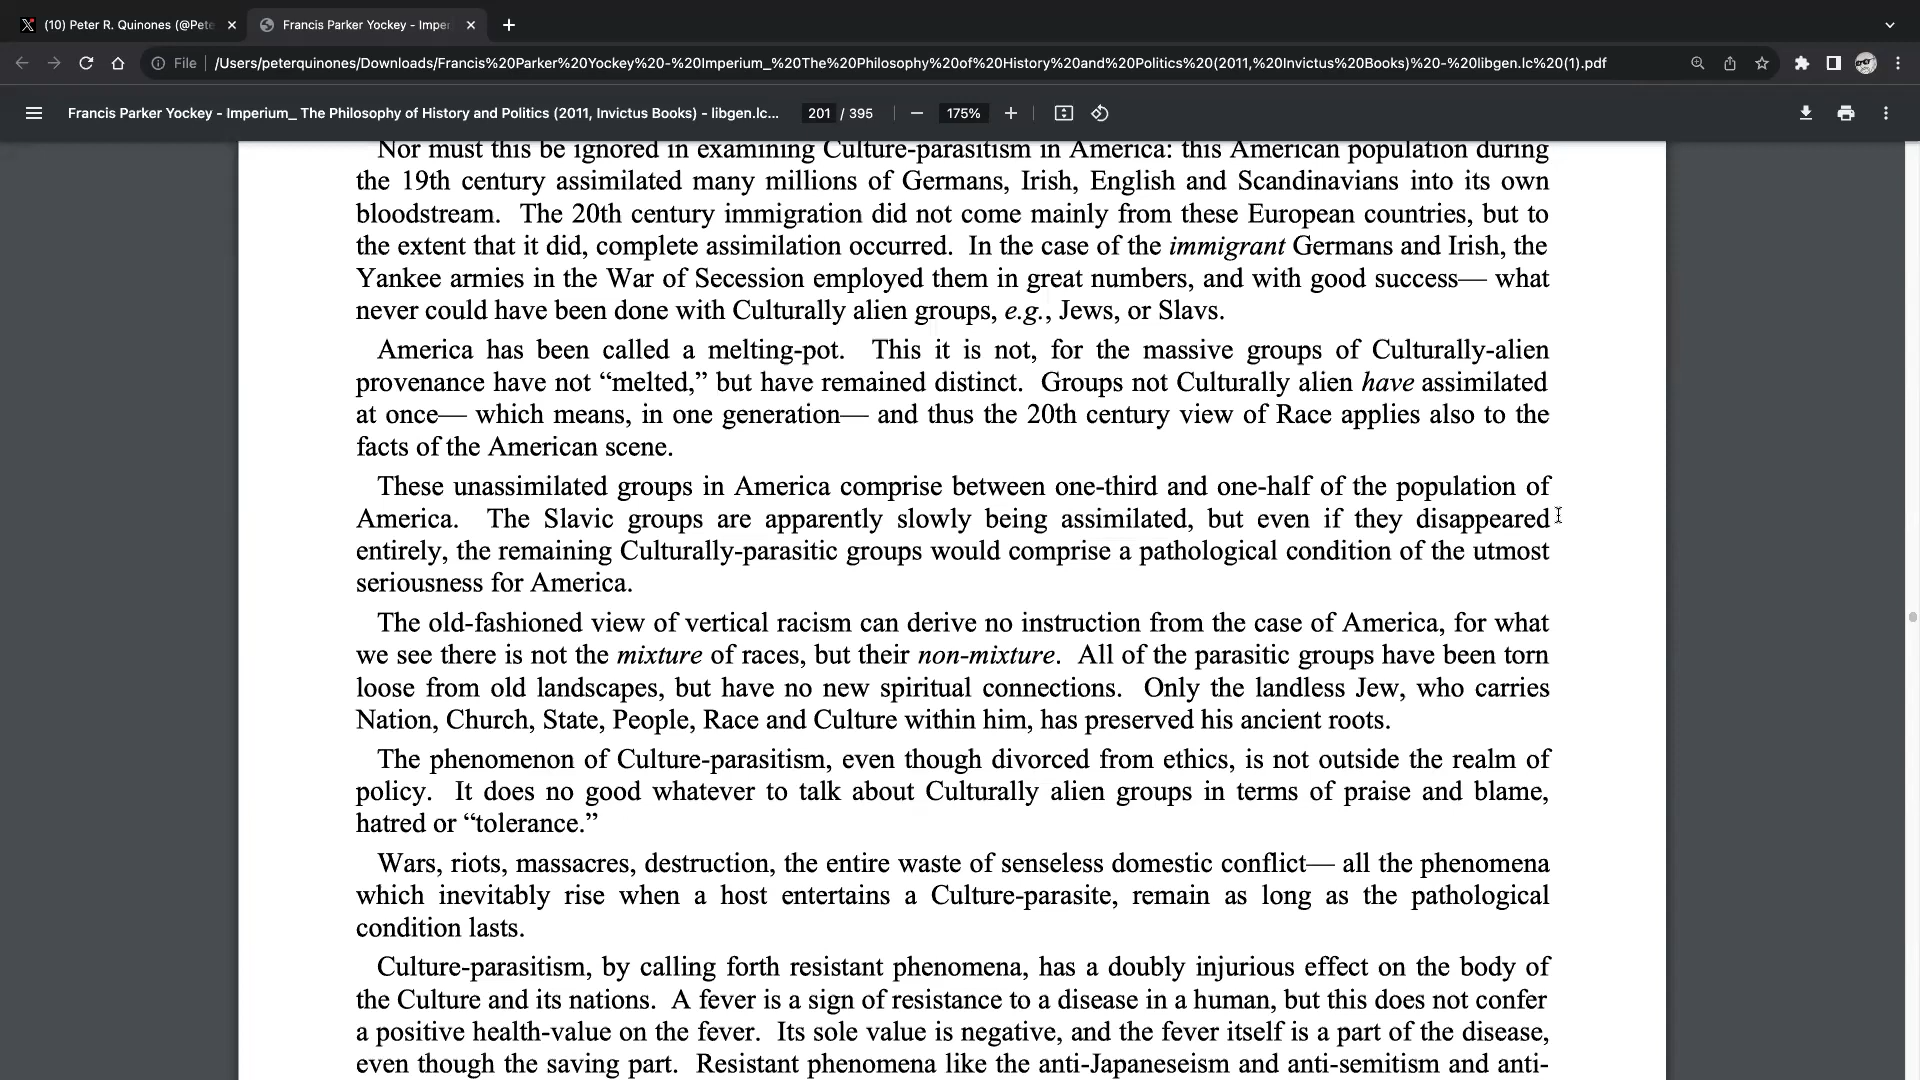 (10) Peter R. Quinones (@Pete
Francis Parker Yockey - Imper
File /Users/peterquinones/Downloads/Francis%20Parker%20Yockey%20-%20Imperium_%20The%20Philosophy%20of%20History%20and%20Politics%20(2011,%20Invictus%20Books)%20-%20libgen.lc%20(1).pdf
Francis Parker Yockey - Imperium_ The Philosophy of History and Politics (2011, Invictus Books) - libgen.lc... 201 / 395 175%
Nor must this be ignored in examining Culture-parasitism in America: this American population during
the 19th century assimilated many millions of Germans, Irish, English and Scandinavians into its own
bloodstream. The 20th century immigration did not come mainly from these European countries, but to
the extent that it did, complete assimilation occurred. In the case of the immigrant Germans and Irish, the
Yankee armies in the War of Secession employed them in great numbers, and with good success— what
never could have been done with Culturally alien groups, e.g., Jews, or Slavs.
America has been called a melting-pot. This it is not, for the massive groups of Culturally-alien
provenance have not “melted,” but have remained distinct. Groups not Culturally alien have assimilated
at once— which means, in one generation— and thus the 20th century view of Race applies also to the
facts of the American scene.
These unassimilated groups in America comprise between one-third and one-half of the population of
America. The Slavic groups are apparently slowly being assimilated, but even if they disappeared
entirely, the remaining Culturally-parasitic groups would comprise a pathological condition of the utmost
seriousness for America.
The old-fashioned view of vertical racism can derive no instruction from the case of America, for what
we see there is not the mixture of races, but their non-mixture. All of the parasitic groups have been torn
loose from old landscapes, but have no new spiritual connections. Only the landless Jew, who carries
Nation, Church, State, People, Race and Culture within him, has preserved his ancient roots.
The phenomenon of Culture-parasitism, even though divorced from ethics, is not outside the realm of
policy. It does no good whatever to talk about Culturally alien groups in terms of praise and blame,
hatred or “tolerance.”
Wars, riots, massacres, destruction, the entire waste of senseless domestic conflict— all the phenomena
which inevitably rise when a host entertains a Culture-parasite, remain as long as the pathological
condition lasts.
Culture-parasitism, by calling forth resistant phenomena, has a doubly injurious effect on the body of
the Culture and its nations. A fever is a sign of resistance to a disease in a human, but this does not confer
a positive health-value on the fever. Its sole value is negative, and the fever itself is a part of the disease,
even though the saving part. Resistant phenomena like the anti-Japaneseism and anti-semitism and anti-